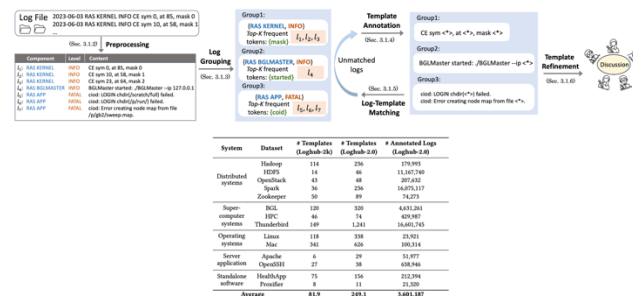 Log File
2023-06-03 RAS KERNEL INFO CE sym 0, at 85, mask 0
2023-06-03 RAS KERNEL INFO CE sym 10, at 58, mask 1
...
(Sec. 3.1.2) Preprocessing
Component Level Content
RAS KERNEL INFO CE sym 0, at 85, mask 0
RAS KERNEL INFO CE sym 10, at 58, mask 1
RAS KERNEL INFO CE sym 23, at 64, mask 2
RAS BGLMASTER INFO BGLMaster started: ./BGLMaster --ip 127.0.0.1
RAS APP FATAL ciod: LOGIN chdir(/scratch/full) failed.
RAS APP FATAL ciod: LOGIN chdir(/p/run/) failed.
RAS APP FATAL ciod: Error creating node map from file
/p/gb2/sweep.map.
Log
Grouping
(Sec. 3.1.3)
Group1:
(RAS KERNEL, INFO)
Top-K frequent
tokens: {mask}
l1, l2, l3
Group2:
(RAS BGLMASTER, INFO)
Top-K frequent
tokens: {started}
l4
Group3:
(RAS APP, FATAL)
Top-K frequent
tokens: {ciod}
l5, l6, l7
Template
Annotation
(Sec. 3.1.4)
Unmatched
logs
(Sec. 3.1.5)
Log-Template
Matching
Group1:
CE sym <*>, at <*>, mask <*>
Group2:
BGLMaster started: ./BGLMaster --ip <*>
Group3:
ciod: LOGIN chdir(<*>) failed.
ciod: Error creating node map from file <*>.
Template
Refinement
(Sec. 3.1.6)
Discussion
System Dataset # Templates (Loghub-2k) # Templates (Loghub-2.0) # Annotated Logs (Loghub-2.0)
Distributed systems
Hadoop 114 236 179,993
HDFS 14 46 11,167,740
OpenStack 43 48 207,632
Spark 36 236 16,075,117
Zookeeper 50 89 74,273
Super-computer systems
BGL 120 320 4,631,261
HPC 46 74 429,987
Thunderbird 149 1,241 16,601,745
Operating systems
Linux 118 338 23,921
Mac 341 626 100,314
Server application
Apache 6 29 51,977
OpenSSH 27 38 638,946
Standalone software
HealthApp 75 156 212,394
Proxifier 8 11 21,320
Average 81.9 249.1 3,601,187